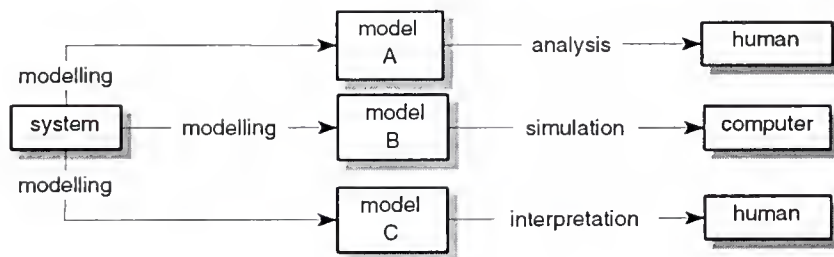 model
A
analysis
human
modelling
system
modelling
model
B
simulation
computer
modelling
model
C
interpretation
human